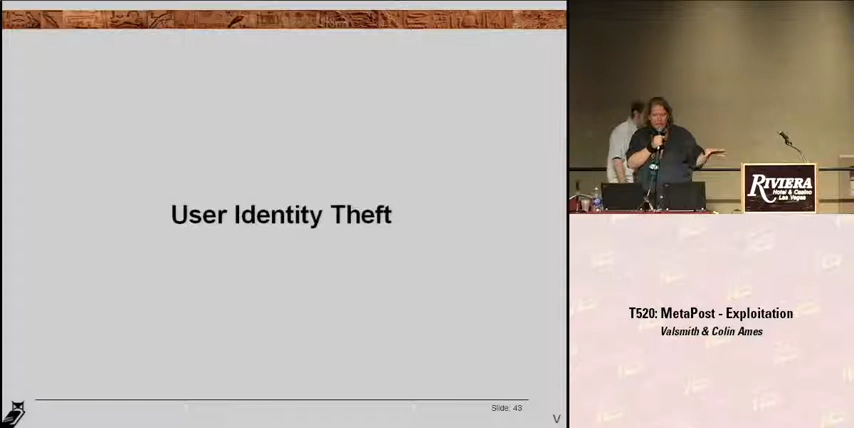 User Identity Theft
Slide: 43
V
RIVIERA
Hotel & Casino
Las Vegas
T520: MetaPost - Exploitation
Valsmith & Colin Ames